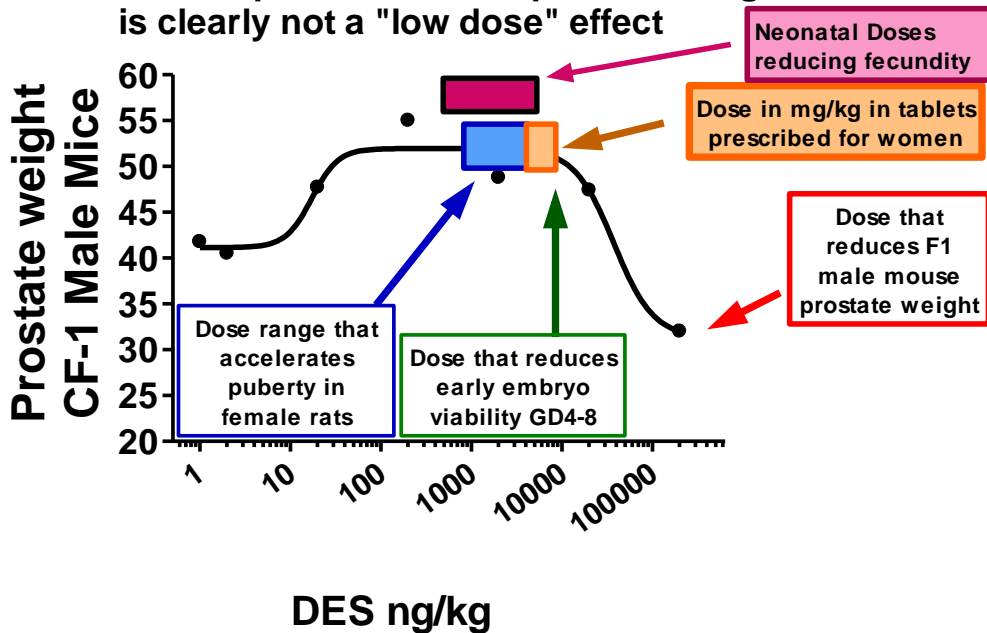 is clearly not a "low dose" effect
Neonatal Doses
reducing fecundity
Dose in mg/kg in tablets
prescribed for women
Dose that
reduces F1
male mouse
prostate weight
Prostate weight
CF-1 Male Mice
60
55
50
45
40
35
30
25
20
Dose range that
accelerates
puberty in
female rats
Dose that reduces
early embryo
viability GD4-8
1
10
100
1000
10000
100000
DES ng/kg